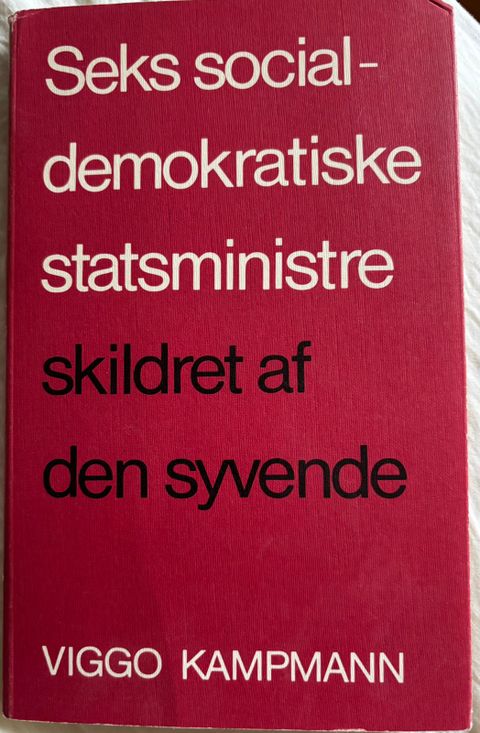 Seks social-
demokratiske
statsministre
skildret af
den syvende
VIGGO KAMPMANN